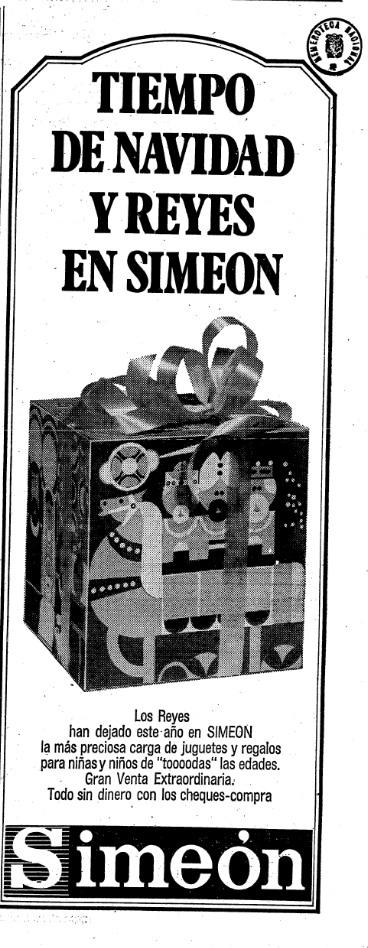 HEMEROTECA NACIONAL
TIEMPO
DE NAVIDAD
Y REYES
EN SIMEON
Los Reyes
han dejado este año en SIMEON
la más preciosa carga de juguetes y regalos
para niñas y niños de "toooodas" las edades.
Gran Venta Extraordinaria.
Todo sin dinero con los cheques-compra
Simeón